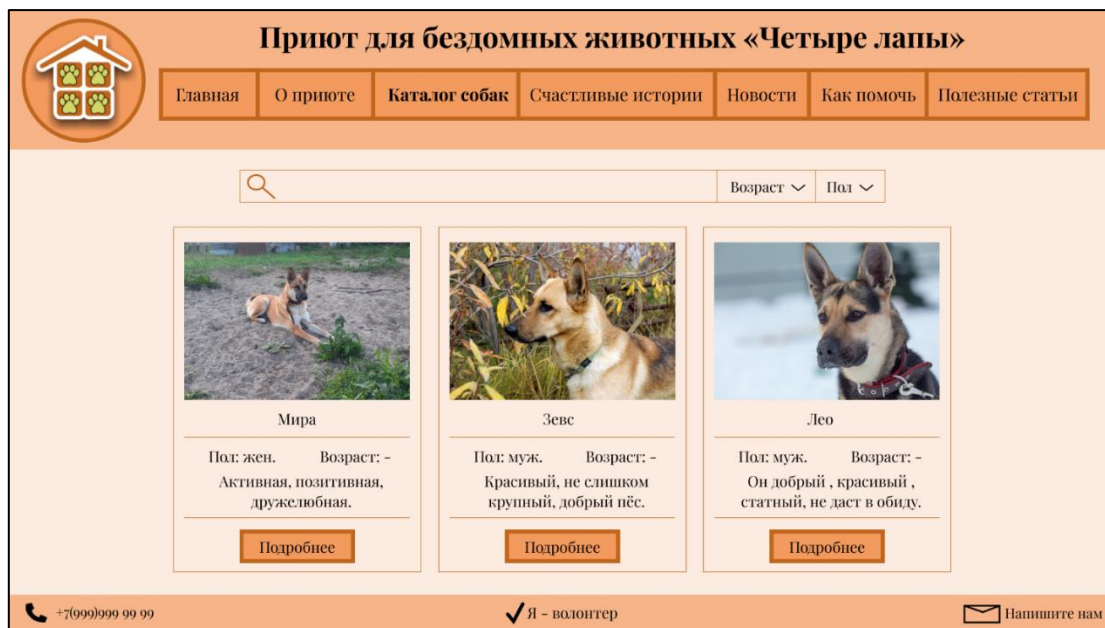 Приют для бездомных животных «Четыре лапы»
Главная
О приюте
Каталог собак
Счастливые истории
Новости
Как помочь
Полезные статьи
Возраст
Пол
Мира
Пол: жен. Возраст: -
Активная, позитивная,
дружелюбная.
Подробнее
Зевс
Пол: муж. Возраст: -
Красивый, не слишком
крупный, добрый пёс.
Подробнее
Лео
Пол: муж. Возраст: -
Он добрый , красивый ,
статный, не даст в обиду.
Подробнее
+7(999)999 99 99
Я - волонтер
Напишите нам